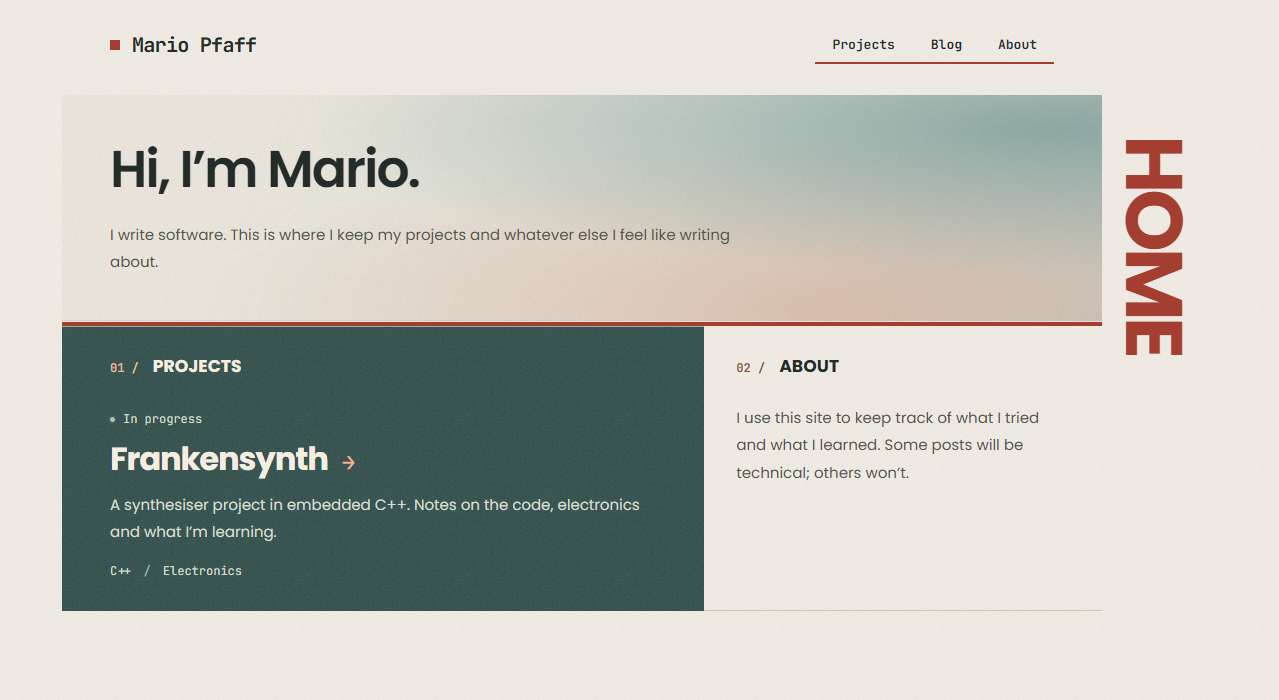 Mario Pfaff
Projects Blog About
Hi, I’m Mario.
I write software. This is where I keep my projects and whatever else I feel like writing
about.
HOME
01 / PROJECTS
In progress
Frankensynth →
A synthesiser project in embedded C++. Notes on the code, electronics
and what I’m learning.
C++ / Electronics
02 / ABOUT
I use this site to keep track of what I tried
and what I learned. Some posts will be
technical; others won’t.